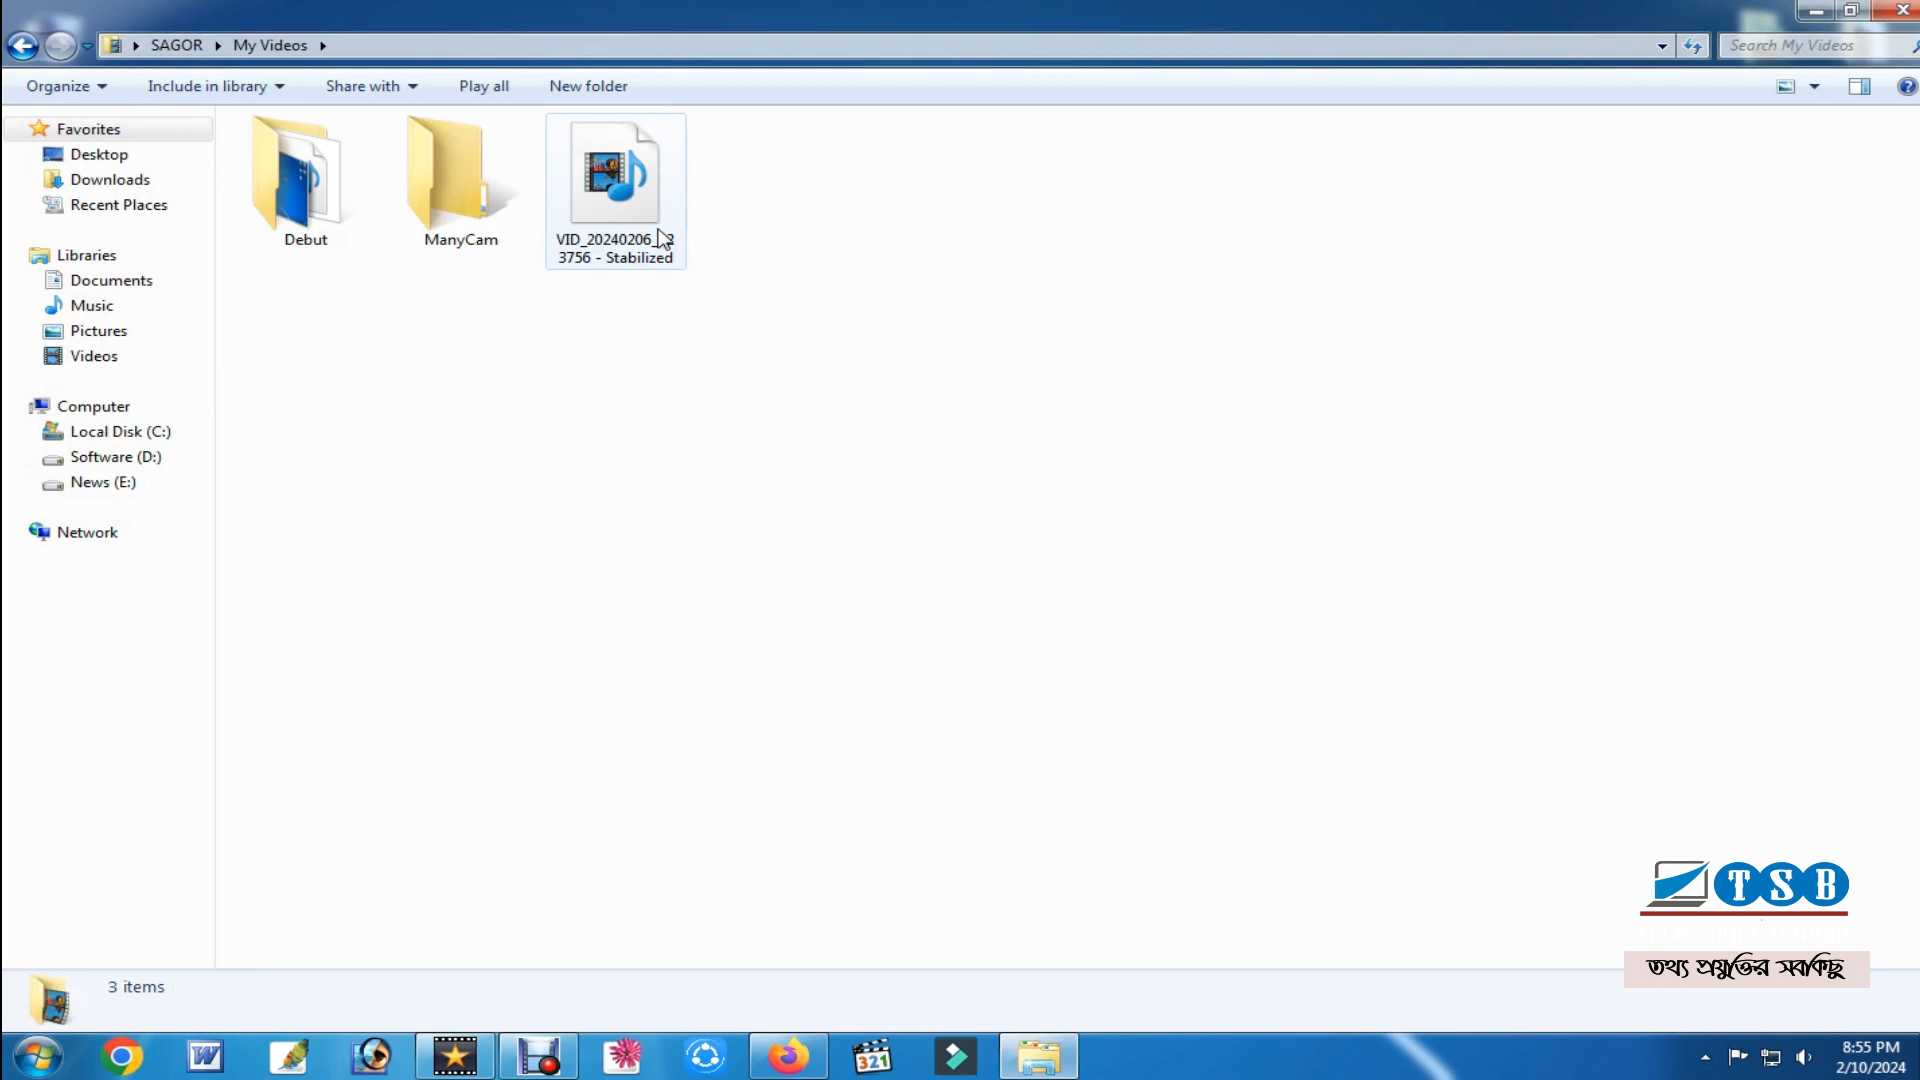 SAGOR My Videos
Search My Videos
Organize Include in library Share with Play all New folder
Favorites
Desktop
Downloads
Recent Places
Libraries
Documents
Music
Pictures
Videos
Computer
Local Disk (C:)
Software (D:)
News (E:)
Network
Debut
ManyCam
VID_20240206_
3756 - Stabilized
TSB
তথ্য প্রযুক্তির সবকিছু
3 items
W
321
8:55 PM
2/10/2024